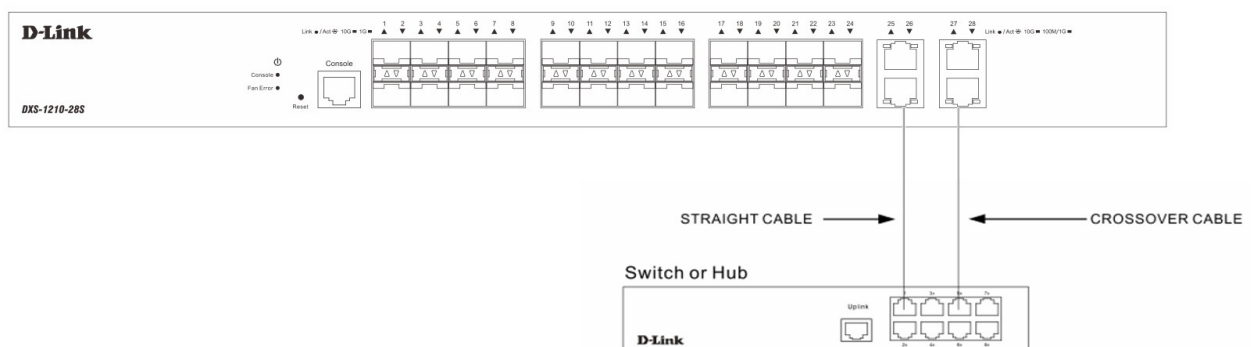 D-Link
Link /Act 10G 1G
1 2 3 4 5 6 7 8
9 10 11 12 13 14 15 16
17 18 19 20 21 22 23 24
25 26
27 28
Link /Act 10G 100M/1G
Console
Fan Error
Reset
Console
DXS-1210-28S
STRAIGHT CABLE
CROSSOVER CABLE
Switch or Hub
Uplink
D-Link